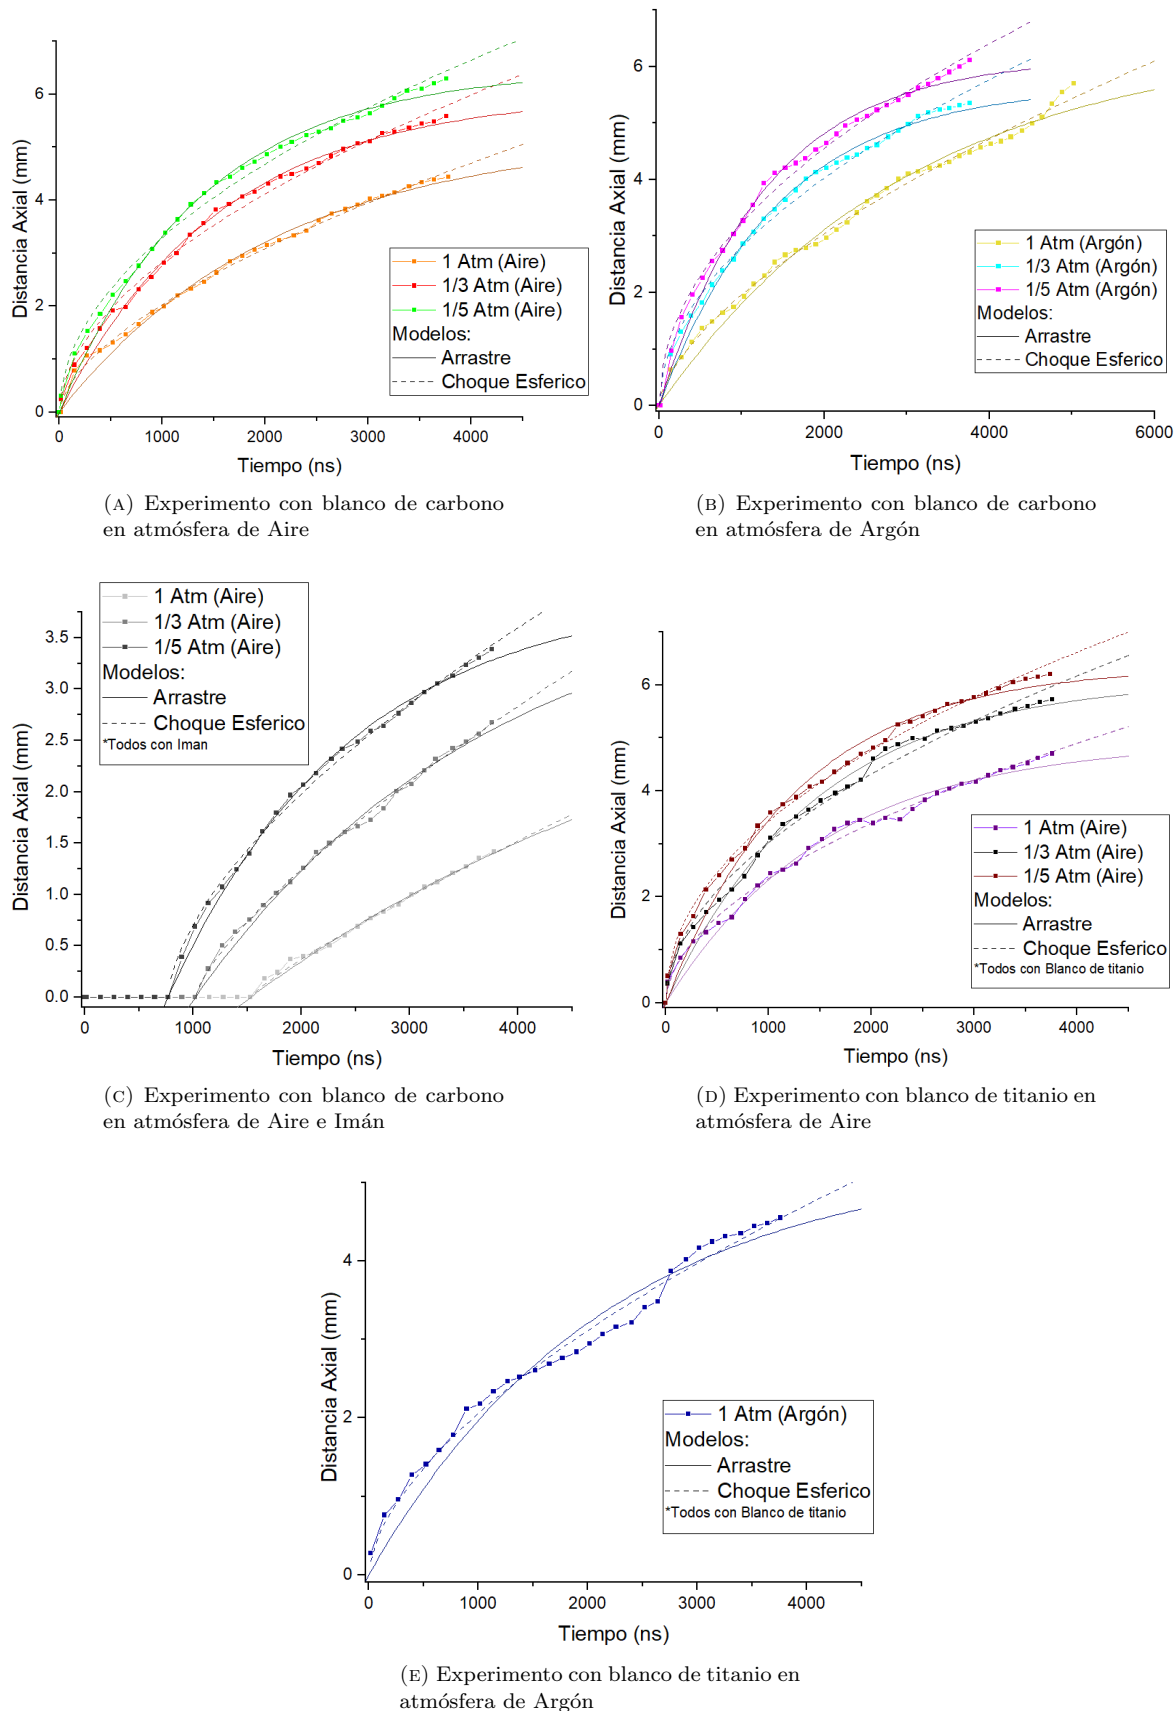 Distancia Axial (mm)
6
4
2
0
0 1000 2000 3000 4000
Tiempo (ns)
1 Atm (Aire)
1/3 Atm (Aire)
1/5 Atm (Aire)
Modelos:
Arrastre
Choque Esferico
(A) Experimento con blanco de carbono
en atmósfera de Aire
Distancia Axial (mm)
6
4
2
0
0 2000 4000 6000
Tiempo (ns)
1 Atm (Argón)
1/3 Atm (Argón)
1/5 Atm (Argón)
Modelos:
Arrastre
Choque Esferico
(B) Experimento con blanco de carbono
en atmósfera de Argón
1 Atm (Aire)
1/3 Atm (Aire)
1/5 Atm (Aire)
Modelos:
Arrastre
Choque Esferico
*Todos con Iman
Distancia Axial (mm)
3.5
3.0
2.5
2.0
1.5
1.0
0.5
0.0
0 1000 2000 3000 4000
Tiempo (ns)
(C) Experimento con blanco de carbono
en atmósfera de Aire e Imán
Distancia Axial (mm)
6
4
2
0
0 1000 2000 3000 4000
Tiempo (ns)
1 Atm (Aire)
1/3 Atm (Aire)
1/5 Atm (Aire)
Modelos:
Arrastre
Choque Esferico
*Todos con Blanco de titanio
(D) Experimento con blanco de titanio en
atmósfera de Aire
Distancia Axial (mm)
4
2
0
0 1000 2000 3000 4000
Tiempo (ns)
1 Atm (Argón)
Modelos:
Arrastre
Choque Esferico
*Todos con Blanco de titanio
(E) Experimento con blanco de titanio en
atmósfera de Argón